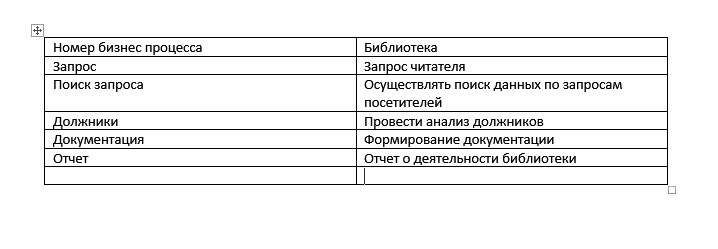 Номер бизнес процесса Библиотека
Запрос Запрос читателя
Поиск запроса Осуществлять поиск данных по запросам
посетителей
Должники Провести анализ должников
Документация Формирование документации
Отчет Отчет о деятельности библиотеки